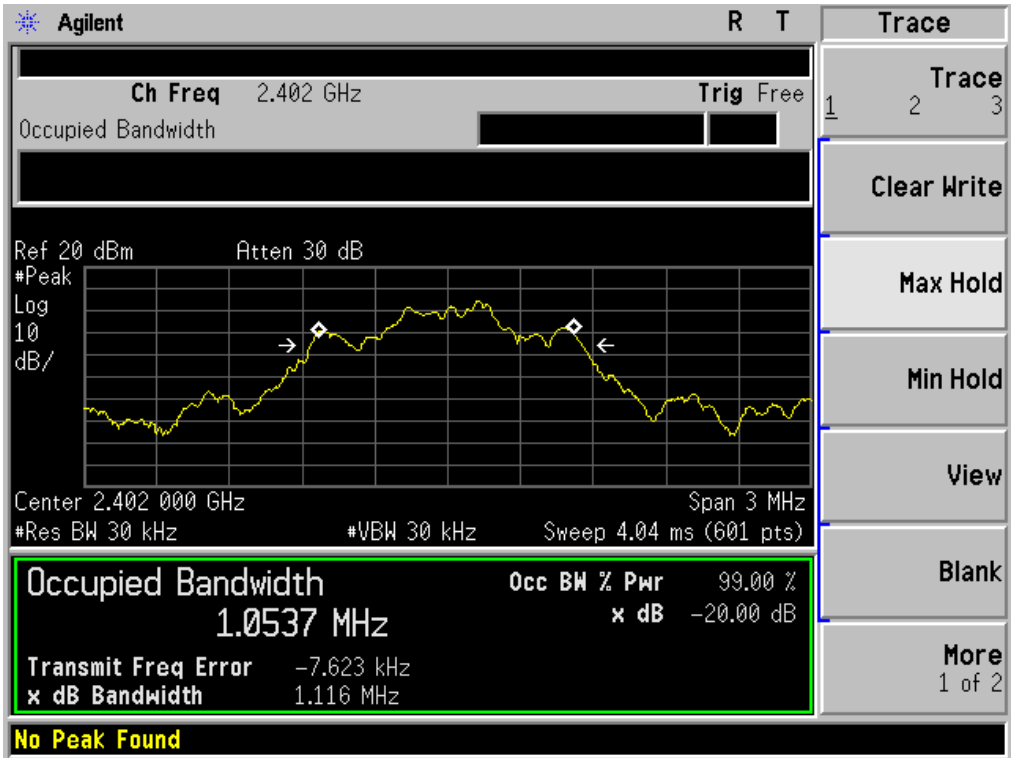 Agilent R T Trace
Ch Freq 2.402 GHz Trig Free
Occupied Bandwidth
Trace
1 2 3
Clear Write
Ref 20 dBm Atten 30 dB
#Peak
Log
10
dB/
Max Hold
Min Hold
View
Center 2.402 000 GHz Span 3 MHz
#Res BW 30 kHz #VBW 30 kHz Sweep 4.04 ms (601 pts)
Occupied Bandwidth Occ BW % Pwr 99.00 %
1.0537 MHz x dB -20.00 dB
Transmit Freq Error -7.623 kHz
x dB Bandwidth 1.116 MHz
Blank
More
1 of 2
No Peak Found